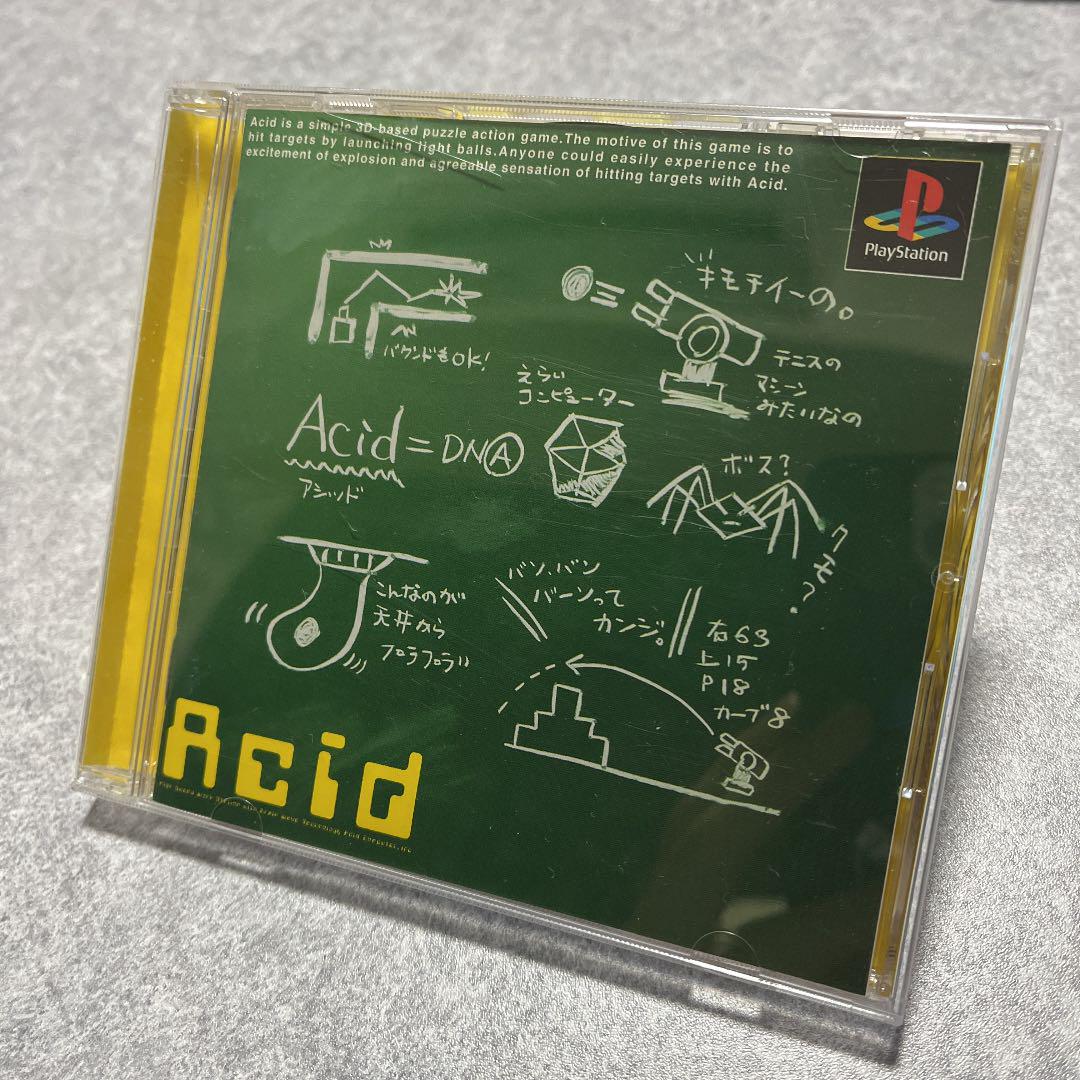 Acid is a simple 3D-based puzzle action game.The motive of this game is to
hit targets by launching light balls.Anyone could easily experience the
excitement of explosion and agreeable sensation of hitting targets with Acid.
PlayStation
バウンドもOK!
キモチイーの。
テニスの
マシーン
みたいなの
えらい
コンピューター
Acid=DNA
アシッド
ボス?
クモ?
こんなのが
天井から
プラプラ
バン、バン
バーンって
カンジ。
右63
上15
P18
カーブ8
Acid